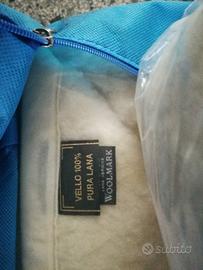 VELLO 100%
PURA LANA
WOOLMARK
subito